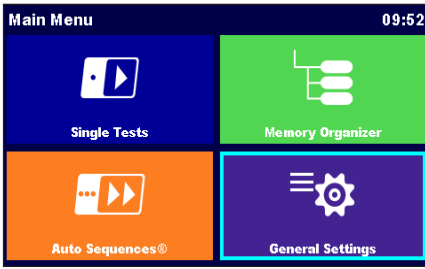 Main Menu 09:52
Single Tests
Memory Organizer
Auto Sequences®
General Settings